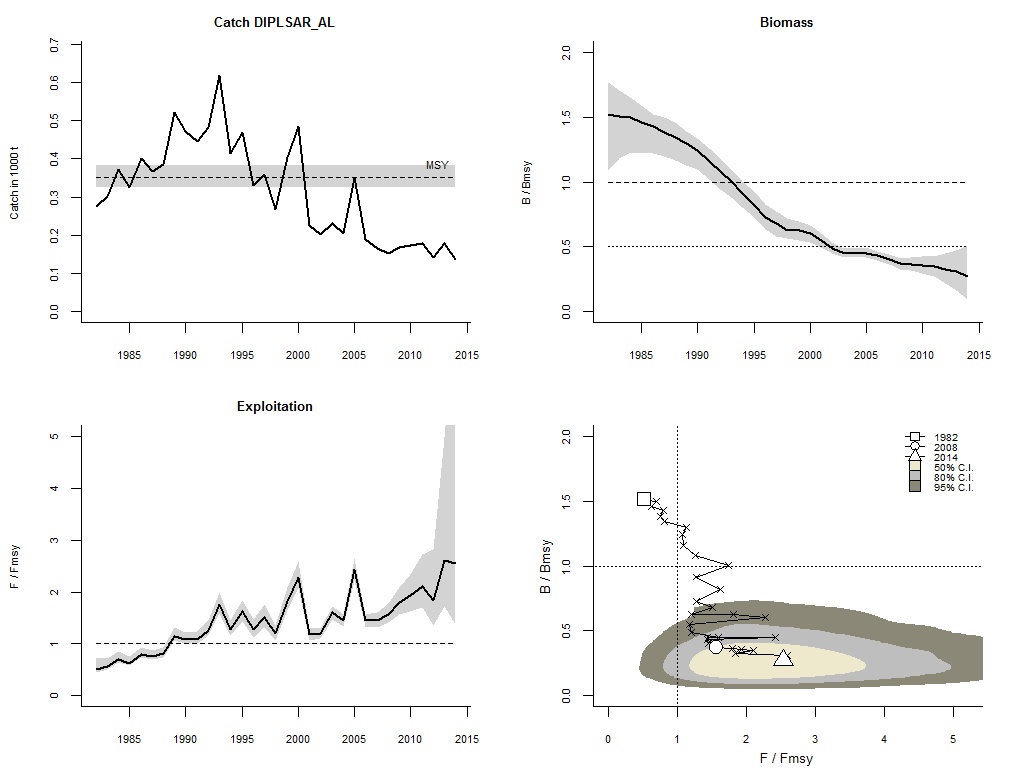 Catch DIPLSAR_AL
Catch in 1000 t
0.0 0.1 0.2 0.3 0.4 0.5 0.6 0.7
MSY
1985 1990 1995 2000 2005 2010 2015
Biomass
B / Bmsy
0.0 0.5 1.0 1.5 2.0
1985 1990 1995 2000 2005 2010 2015
Exploitation
F / Fmsy
0 1 2 3 4 5
1985 1990 1995 2000 2005 2010 2015
B / Bmsy
0.0 0.5 1.0 1.5 2.0
1982
2008
2014
50% C.I.
80% C.I.
95% C.I.
0 1 2 3 4 5
F / Fmsy